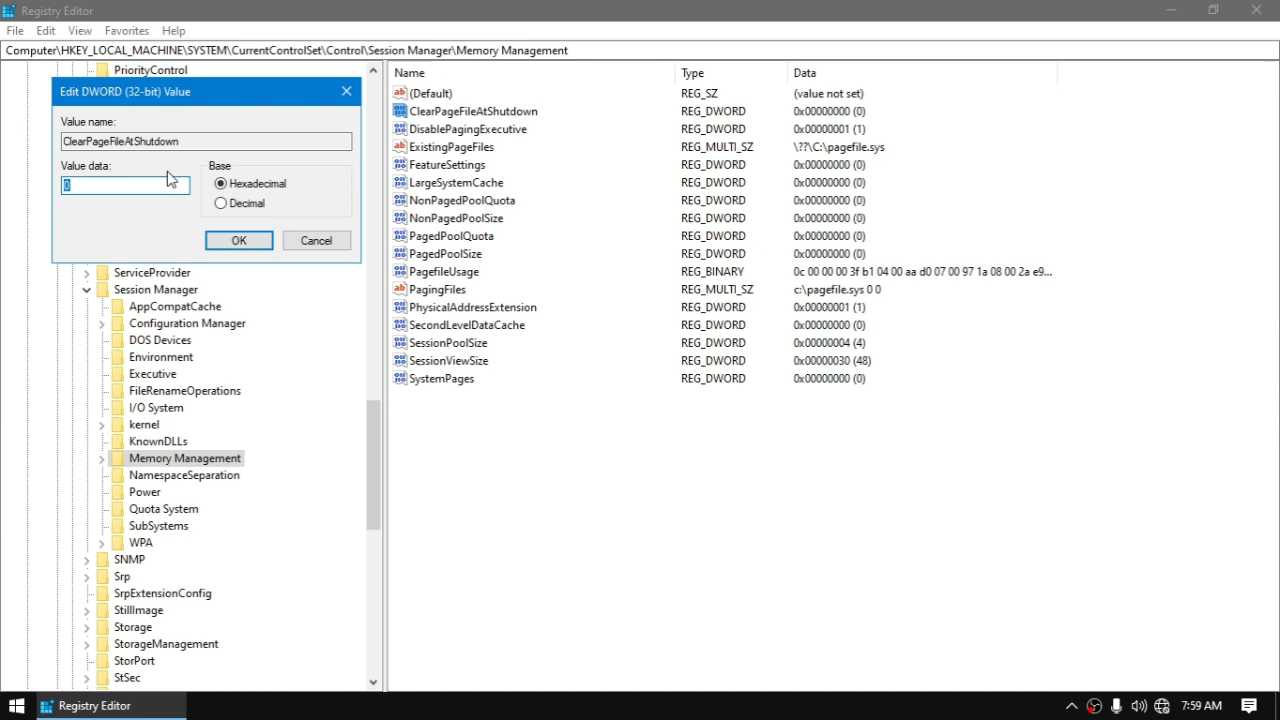 Registry Editor
File Edit View Favorites Help
Computer\HKEY_LOCAL_MACHINE\SYSTEM\CurrentControlSet\Control\Session Manager\Memory Management
PriorityControl
Edit DWORD (32-bit) Value
Value name:
ClearPageFileAtShutdown
Value data:
0
Base
Hexadecimal
Decimal
OK
Cancel
ServiceProvider
Session Manager
AppCompatCache
Configuration Manager
DOS Devices
Environment
Executive
FileRenameOperations
I/O System
kernel
KnownDLLs
Memory Management
NamespaceSeparation
Power
Quota System
SubSystems
WPA
SNMP
Srp
SrpExtensionConfig
StillImage
Storage
StorageManagement
StorPort
StSec
Name Type Data
ab (Default) REG_SZ (value not set)
ClearPageFileAtShutdown REG_DWORD 0x00000000 (0)
DisablePagingExecutive REG_DWORD 0x00000001 (1)
ab ExistingPageFiles REG_MULTI_SZ \??\C:\pagefile.sys
FeatureSettings REG_DWORD 0x00000000 (0)
LargeSystemCache REG_DWORD 0x00000000 (0)
NonPagedPoolQuota REG_DWORD 0x00000000 (0)
NonPagedPoolSize REG_DWORD 0x00000000 (0)
PagedPoolQuota REG_DWORD 0x00000000 (0)
PagedPoolSize REG_DWORD 0x00000000 (0)
PagefileUsage REG_BINARY 0c 00 00 00 3f b1 04 00 aa d0 07 00 97 1a 08 00 2a e9...
ab PagingFiles REG_MULTI_SZ c:\pagefile.sys 0 0
PhysicalAddressExtension REG_DWORD 0x00000001 (1)
SecondLevelDataCache REG_DWORD 0x00000000 (0)
SessionPoolSize REG_DWORD 0x00000004 (4)
SessionViewSize REG_DWORD 0x00000030 (48)
SystemPages REG_DWORD 0x00000000 (0)
Registry Editor
7:59 AM